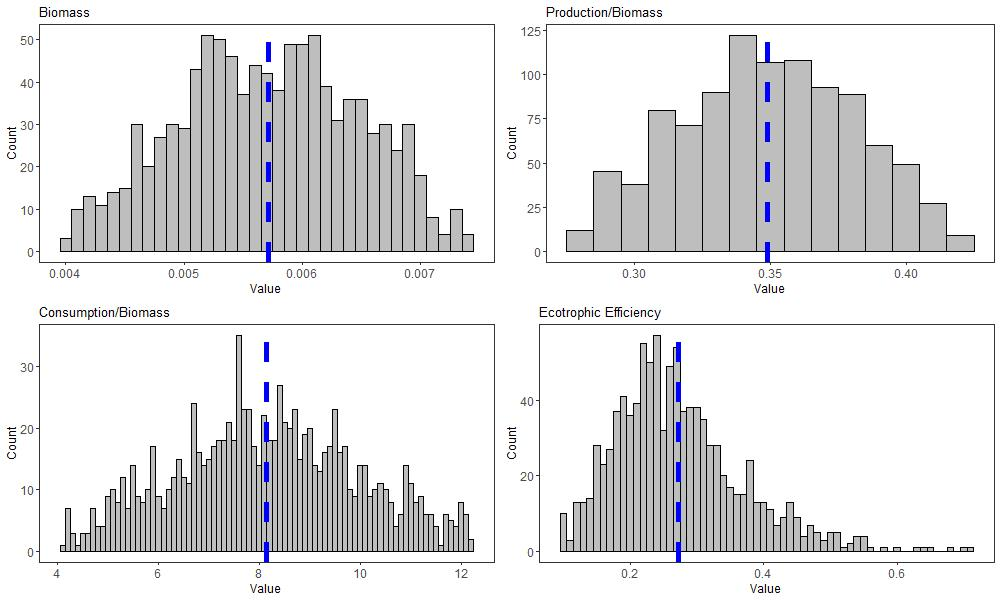 Biomass
50
40
30
20
10
0
Count
0.004 0.005 0.006 0.007
Value
Production/Biomass
125
100
75
50
25
0
Count
0.30 0.35 0.40
Value
Consumption/Biomass
30
20
10
0
Count
4 6 8 10 12
Value
Ecotrophic Efficiency
40
20
0
Count
0.2 0.4 0.6
Value